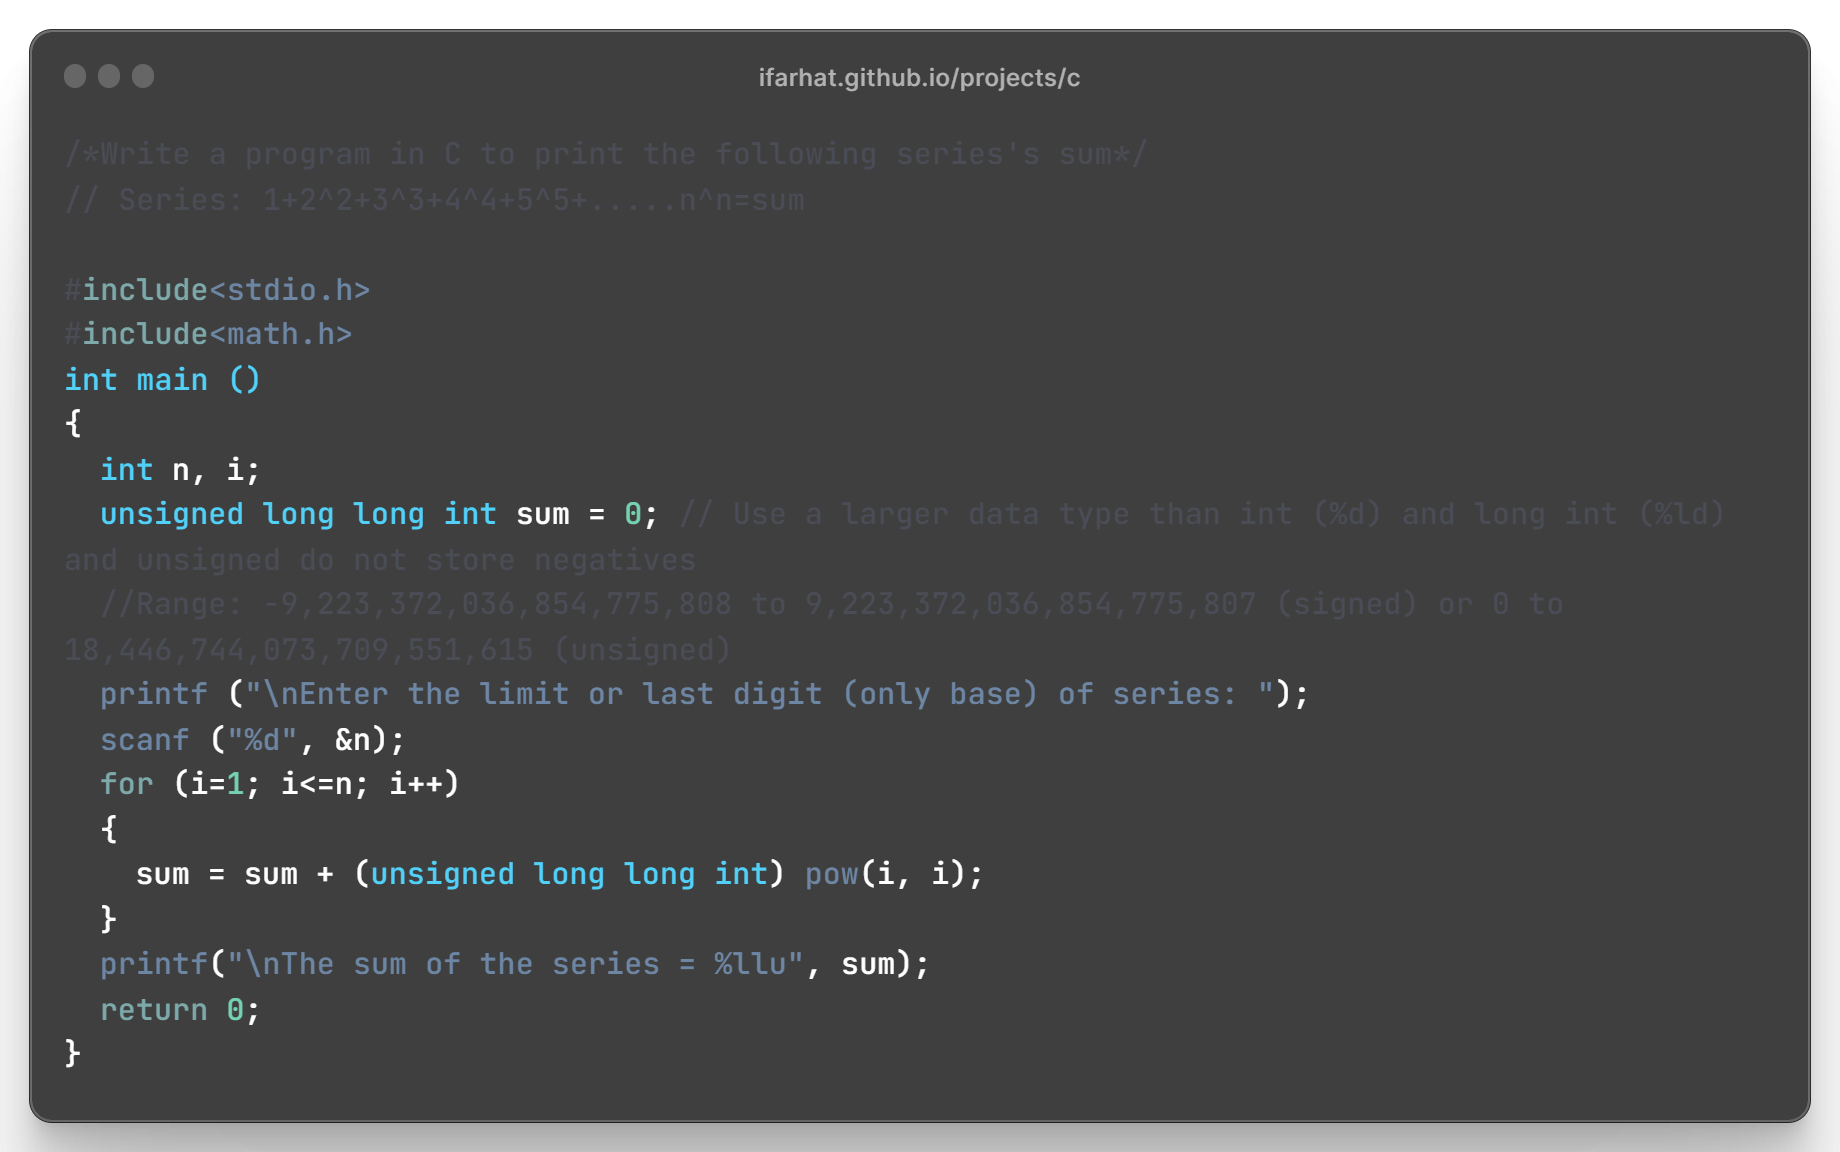 ifarhat.github.io/projects/c
/*Write a program in C to print the following series's sum*/
// Series: 1+2^2+3^3+4^4+5^5+.....n^n=sum
#include<stdio.h>
#include<math.h>
int main ()
{
  int n, i;
  unsigned long long int sum = 0; // Use a larger data type than int (%d) and long int (%ld)
and unsigned do not store negatives
  //Range: -9,223,372,036,854,775,808 to 9,223,372,036,854,775,807 (signed) or 0 to
18,446,744,073,709,551,615 (unsigned)
  printf ("\nEnter the limit or last digit (only base) of series: ");
  scanf ("%d", &n);
  for (i=1; i<=n; i++)
  {
    sum = sum + (unsigned long long int) pow(i, i);
  }
  printf("\nThe sum of the series = %llu", sum);
  return 0;
}